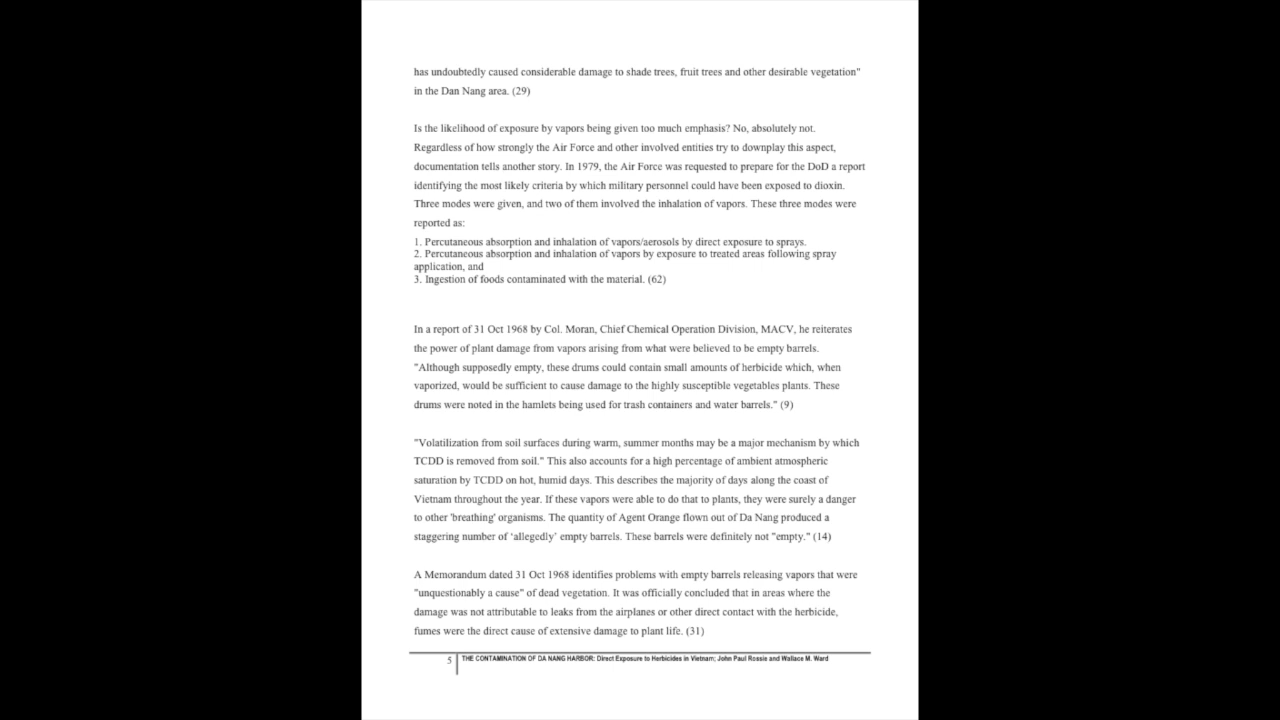 has undoubtedly caused considerable damage to shade trees, fruit trees and other desirable vegetation"
in the Dan Nang area. (29)
Is the likelihood of exposure by vapors being given too much emphasis? No, absolutely not.
Regardless of how strongly the Air Force and other involved entities try to downplay this aspect,
documentation tells another story. In 1979, the Air Force was requested to prepare for the DoD a report
identifying the most likely criteria by which military personnel could have been exposed to dioxin.
Three modes were given, and two of them involved the inhalation of vapors. These three modes were
reported as:
1. Percutaneous absorption and inhalation of vapors/aerosols by direct exposure to sprays.
2. Percutaneous absorption and inhalation of vapors by exposure to treated areas following spray
application, and
3. Ingestion of foods contaminated with the material. (62)
In a report of 31 Oct 1968 by Col. Moran, Chief Chemical Operation Division, MACV, he reiterates
the power of plant damage from vapors arising from what were believed to be empty barrels.
"Although supposedly empty, these drums could contain small amounts of herbicide which, when
vaporized, would be sufficient to cause damage to the highly susceptible vegetables plants. These
drums were noted in the hamlets being used for trash containers and water barrels." (9)
"Volatilization from soil surfaces during warm, summer months may be a major mechanism by which
TCDD is removed from soil." This also accounts for a high percentage of ambient atmospheric
saturation by TCDD on hot, humid days. This describes the majority of days along the coast of
Vietnam throughout the year. If these vapors were able to do that to plants, they were surely a danger
to other 'breathing' organisms. The quantity of Agent Orange flown out of Da Nang produced a
staggering number of ‘allegedly’ empty barrels. These barrels were definitely not "empty." (14)
A Memorandum dated 31 Oct 1968 identifies problems with empty barrels releasing vapors that were
"unquestionably a cause" of dead vegetation. It was officially concluded that in areas where the
damage was not attributable to leaks from the airplanes or other direct contact with the herbicide,
fumes were the direct cause of extensive damage to plant life. (31)
5 THE CONTAMINATION OF DA NANG HARBOR: Direct Exposure to Herbicides in Vietnam; John Paul Rossie and Wallace M. Ward